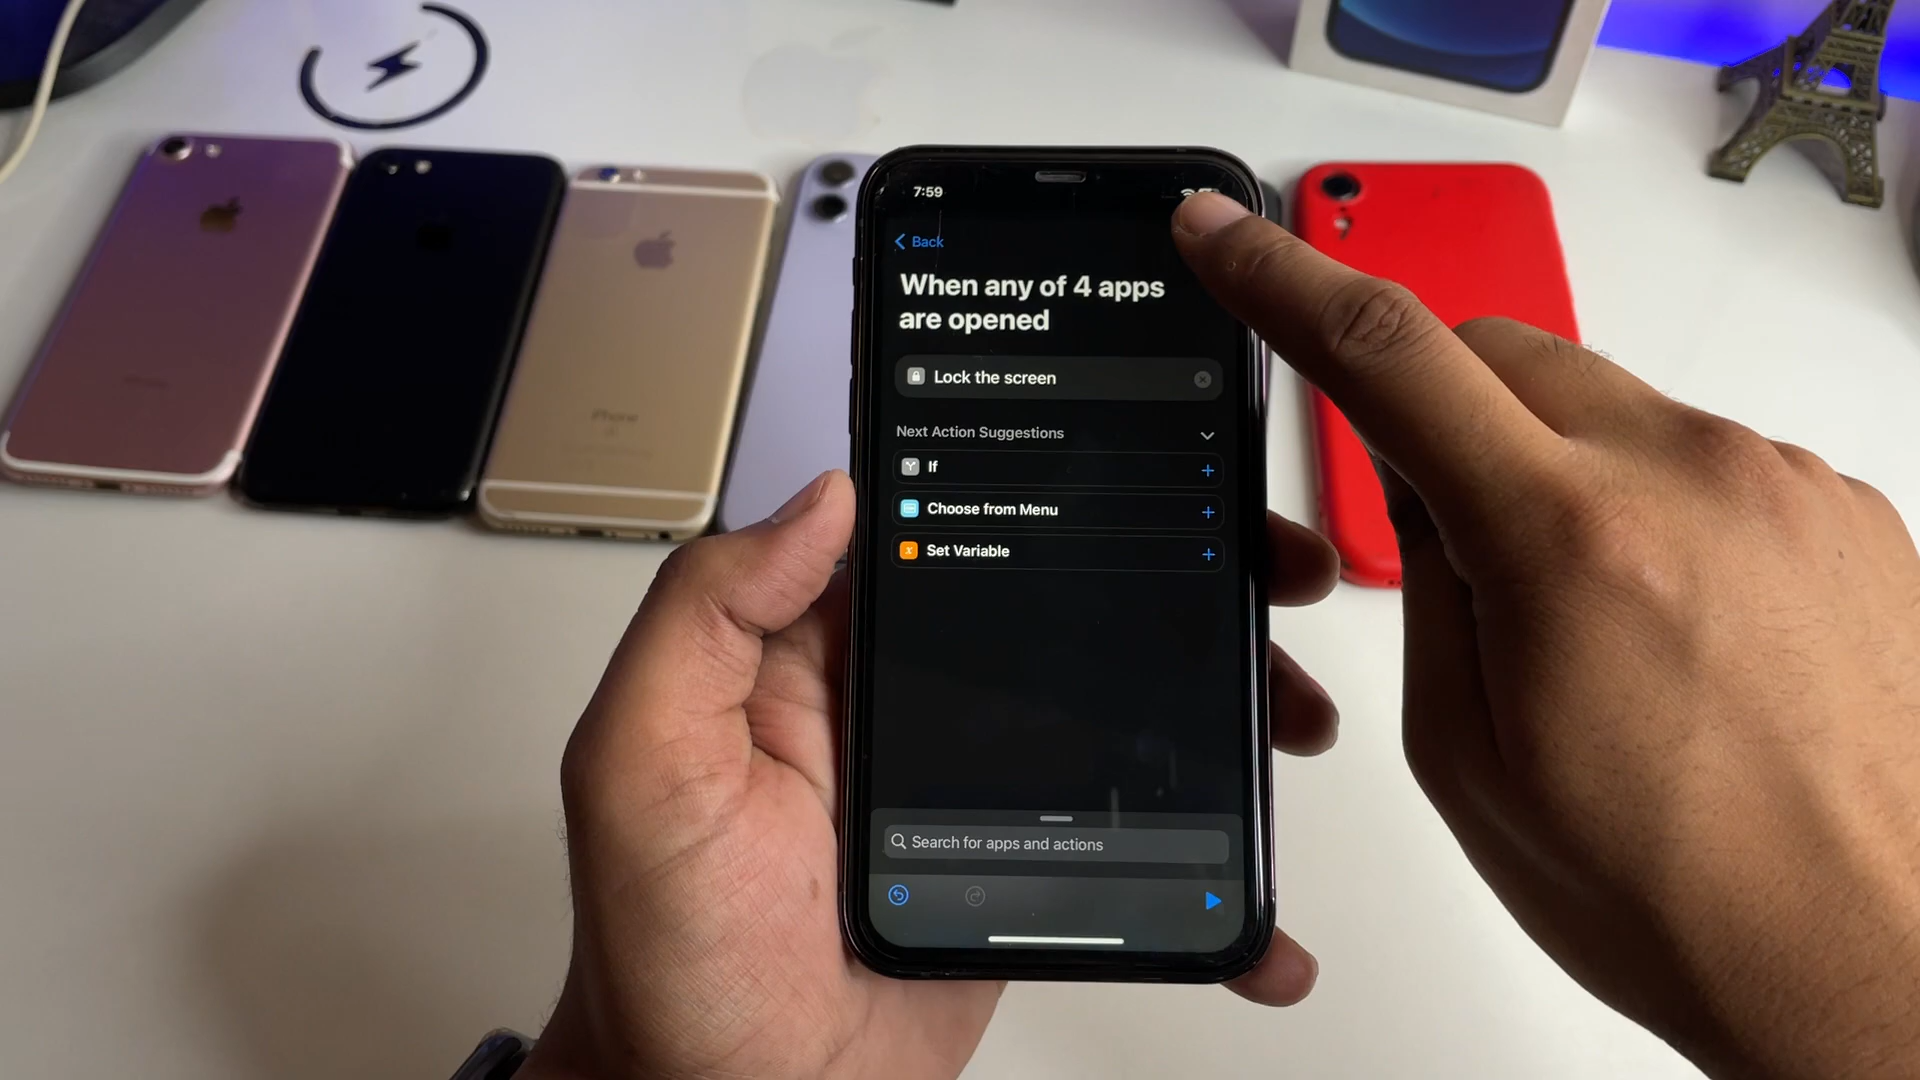 7:59
Back
When any of 4 apps
are opened
Lock the screen
Next Action Suggestions
If
Choose from Menu
Set Variable
Search for apps and actions
iPhone